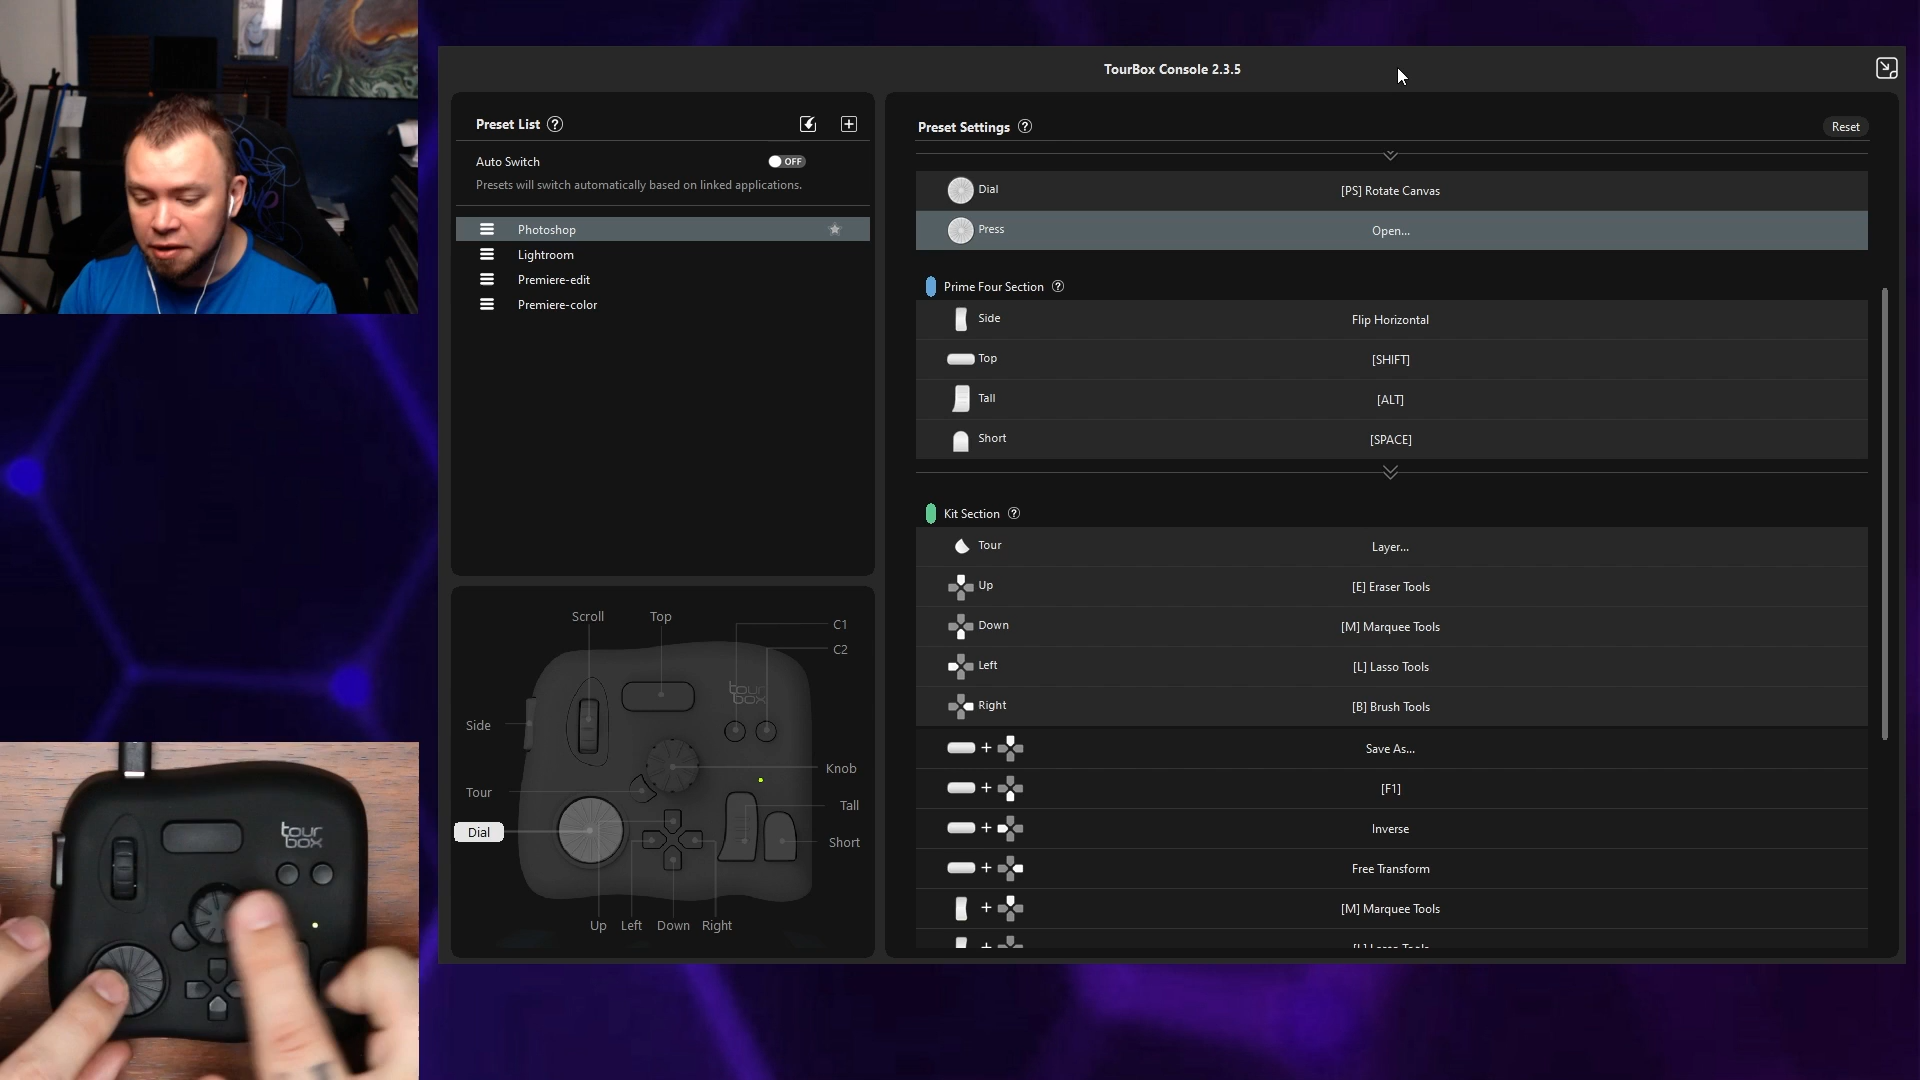 TourBox Console 2.3.5
Preset List ?
Auto Switch
OFF
Presets will switch automatically based on linked applications.
Photoshop
Lightroom
Premiere-edit
Premiere-color
Scroll
Top
C1
C2
tour
box
Side
Knob
Tour
Tall
Dial
Short
Up
Left
Down
Right
Preset Settings ?
Reset
Dial [PS] Rotate Canvas
Press Open...
Prime Four Section ?
Side Flip Horizontal
Top [SHIFT]
Tall [ALT]
Short [SPACE]
Kit Section ?
Tour Layer...
Up [E] Eraser Tools
Down [M] Marquee Tools
Left [L] Lasso Tools
Right [B] Brush Tools
+ Save As...
+ [F1]
+ Inverse
+ Free Transform
+ [M] Marquee Tools
+ [L] Lasso Tools
tour
box